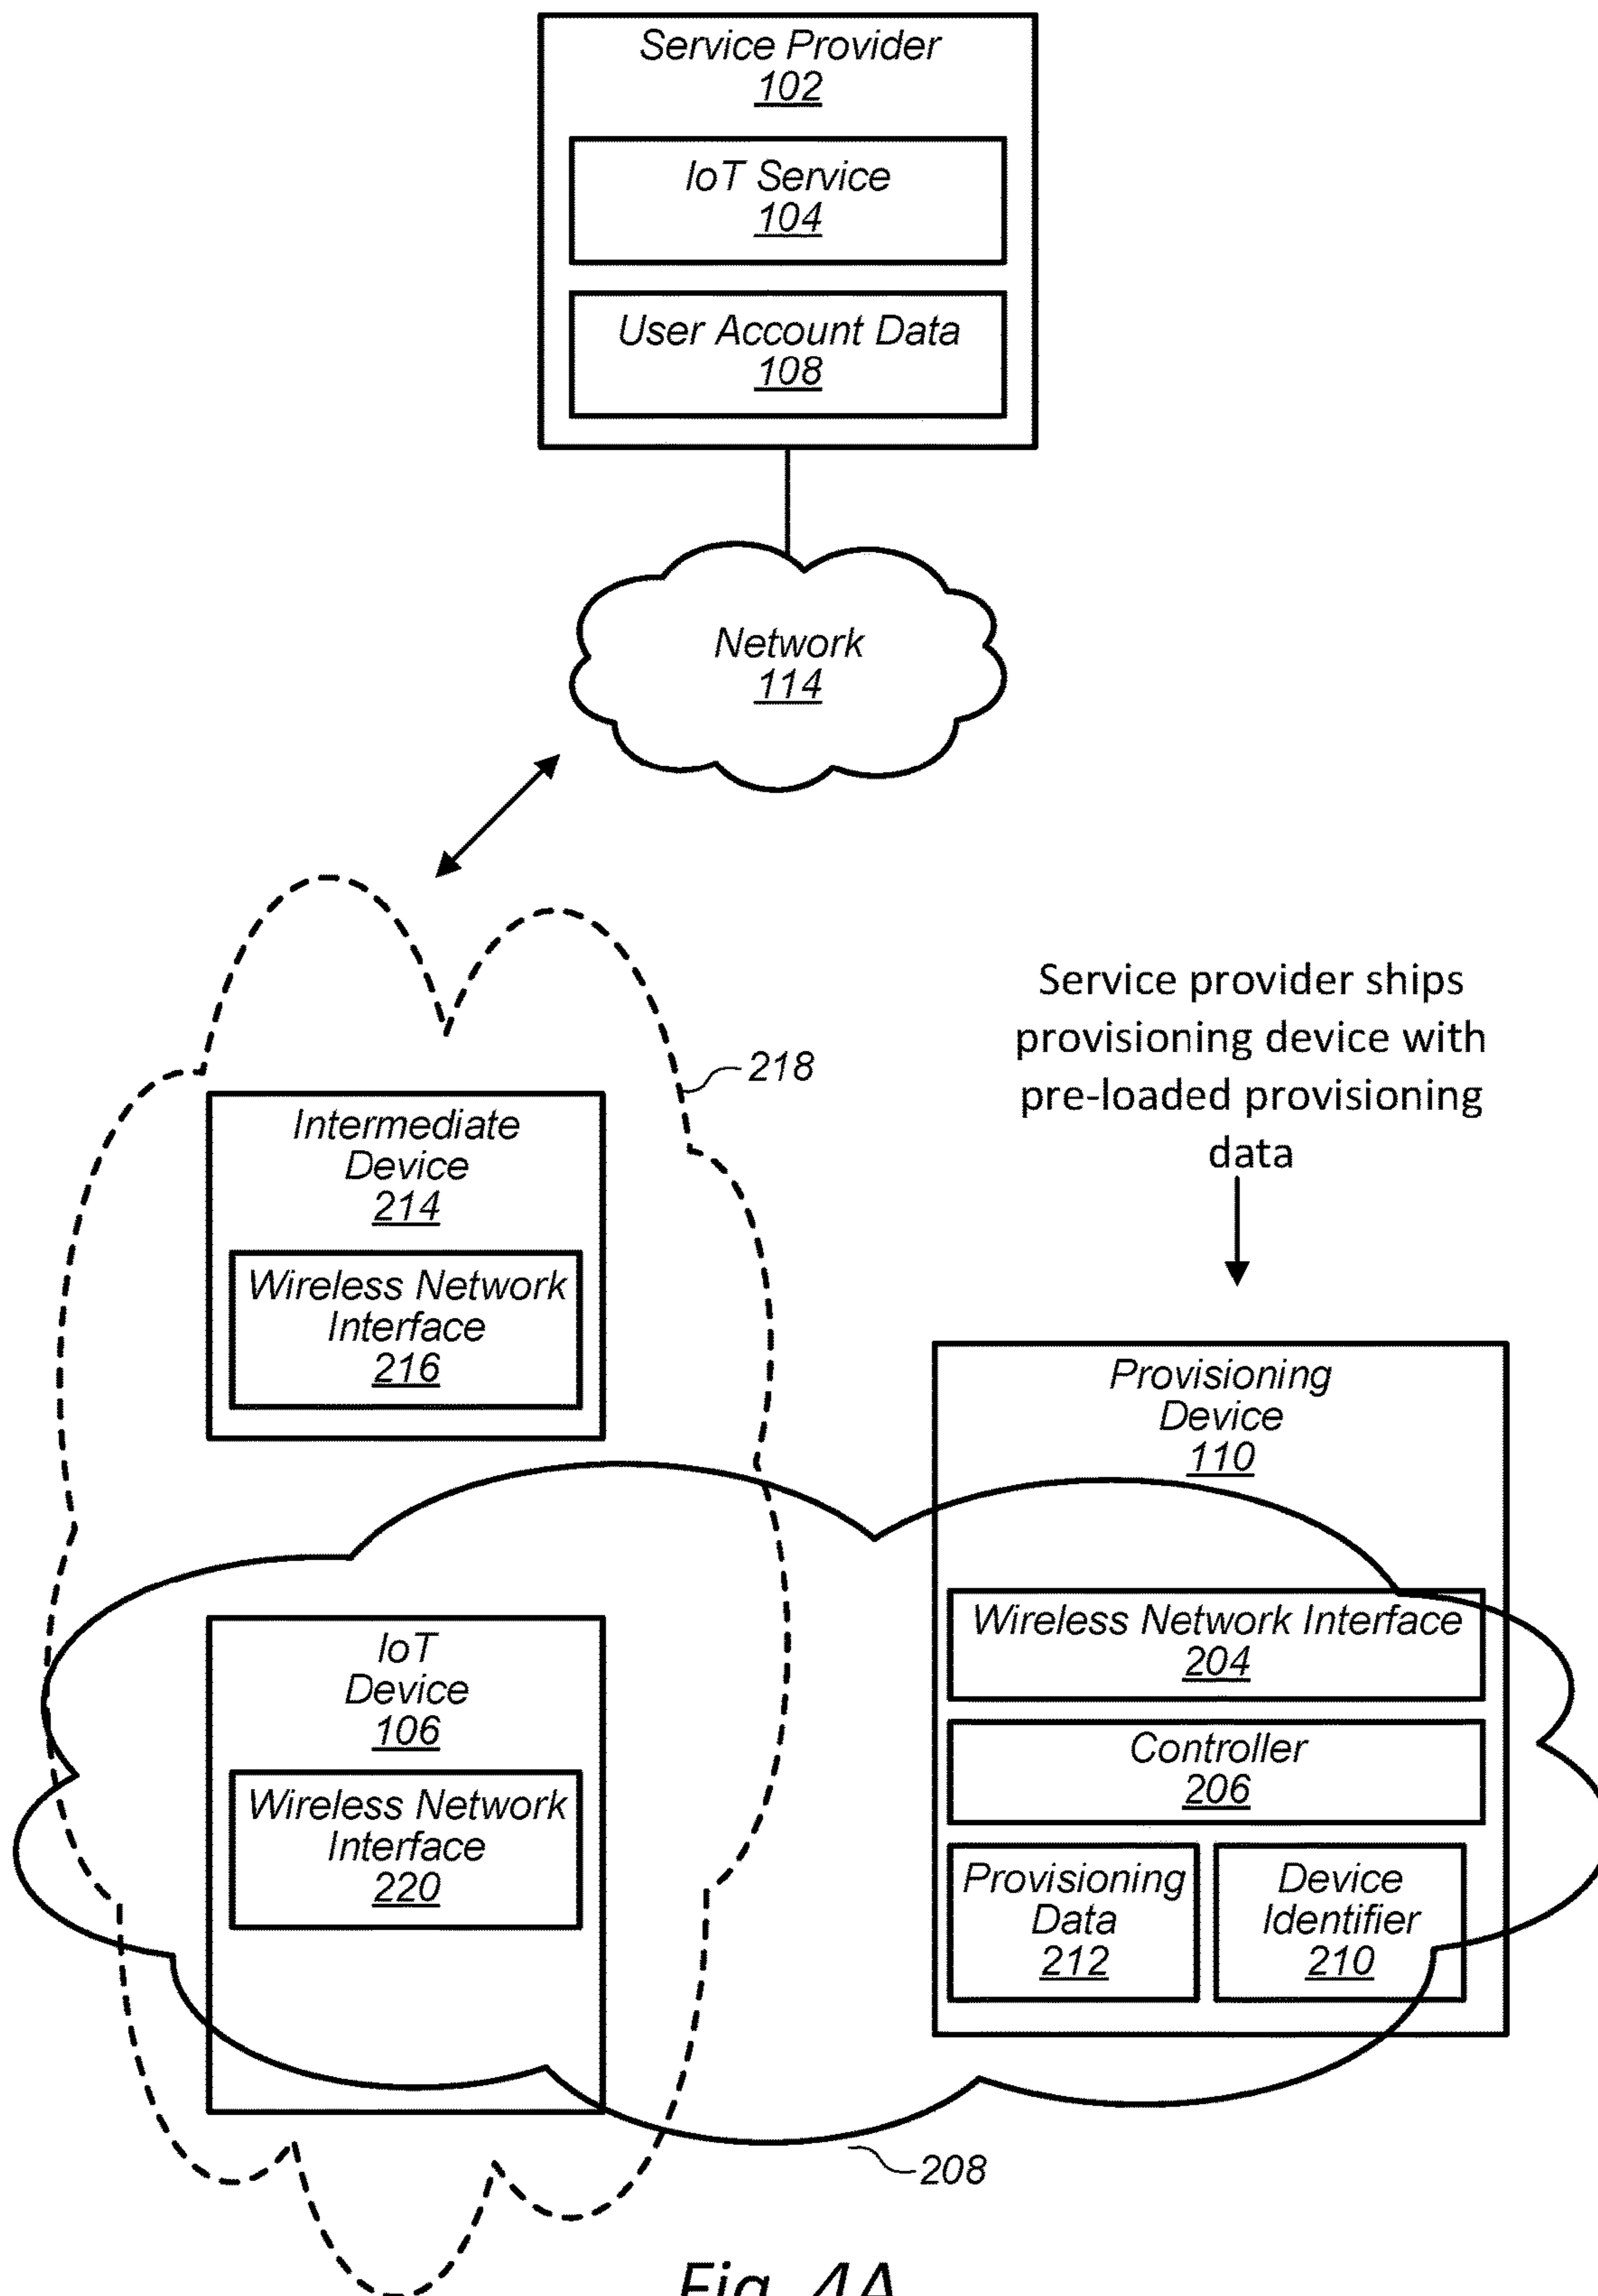 Service Provider
102
IoT Service
104
User Account Data
108
Network
114
Service provider ships
provisioning device with
pre-loaded provisioning
data
218
Intermediate
Device
214
Wireless Network
Interface
216
Provisioning
Device
110
Wireless Network Interface
204
Controller
206
Provisioning
Data
212
Device
Identifier
210
IoT
Device
106
Wireless Network
Interface
220
208
Fig. 4A